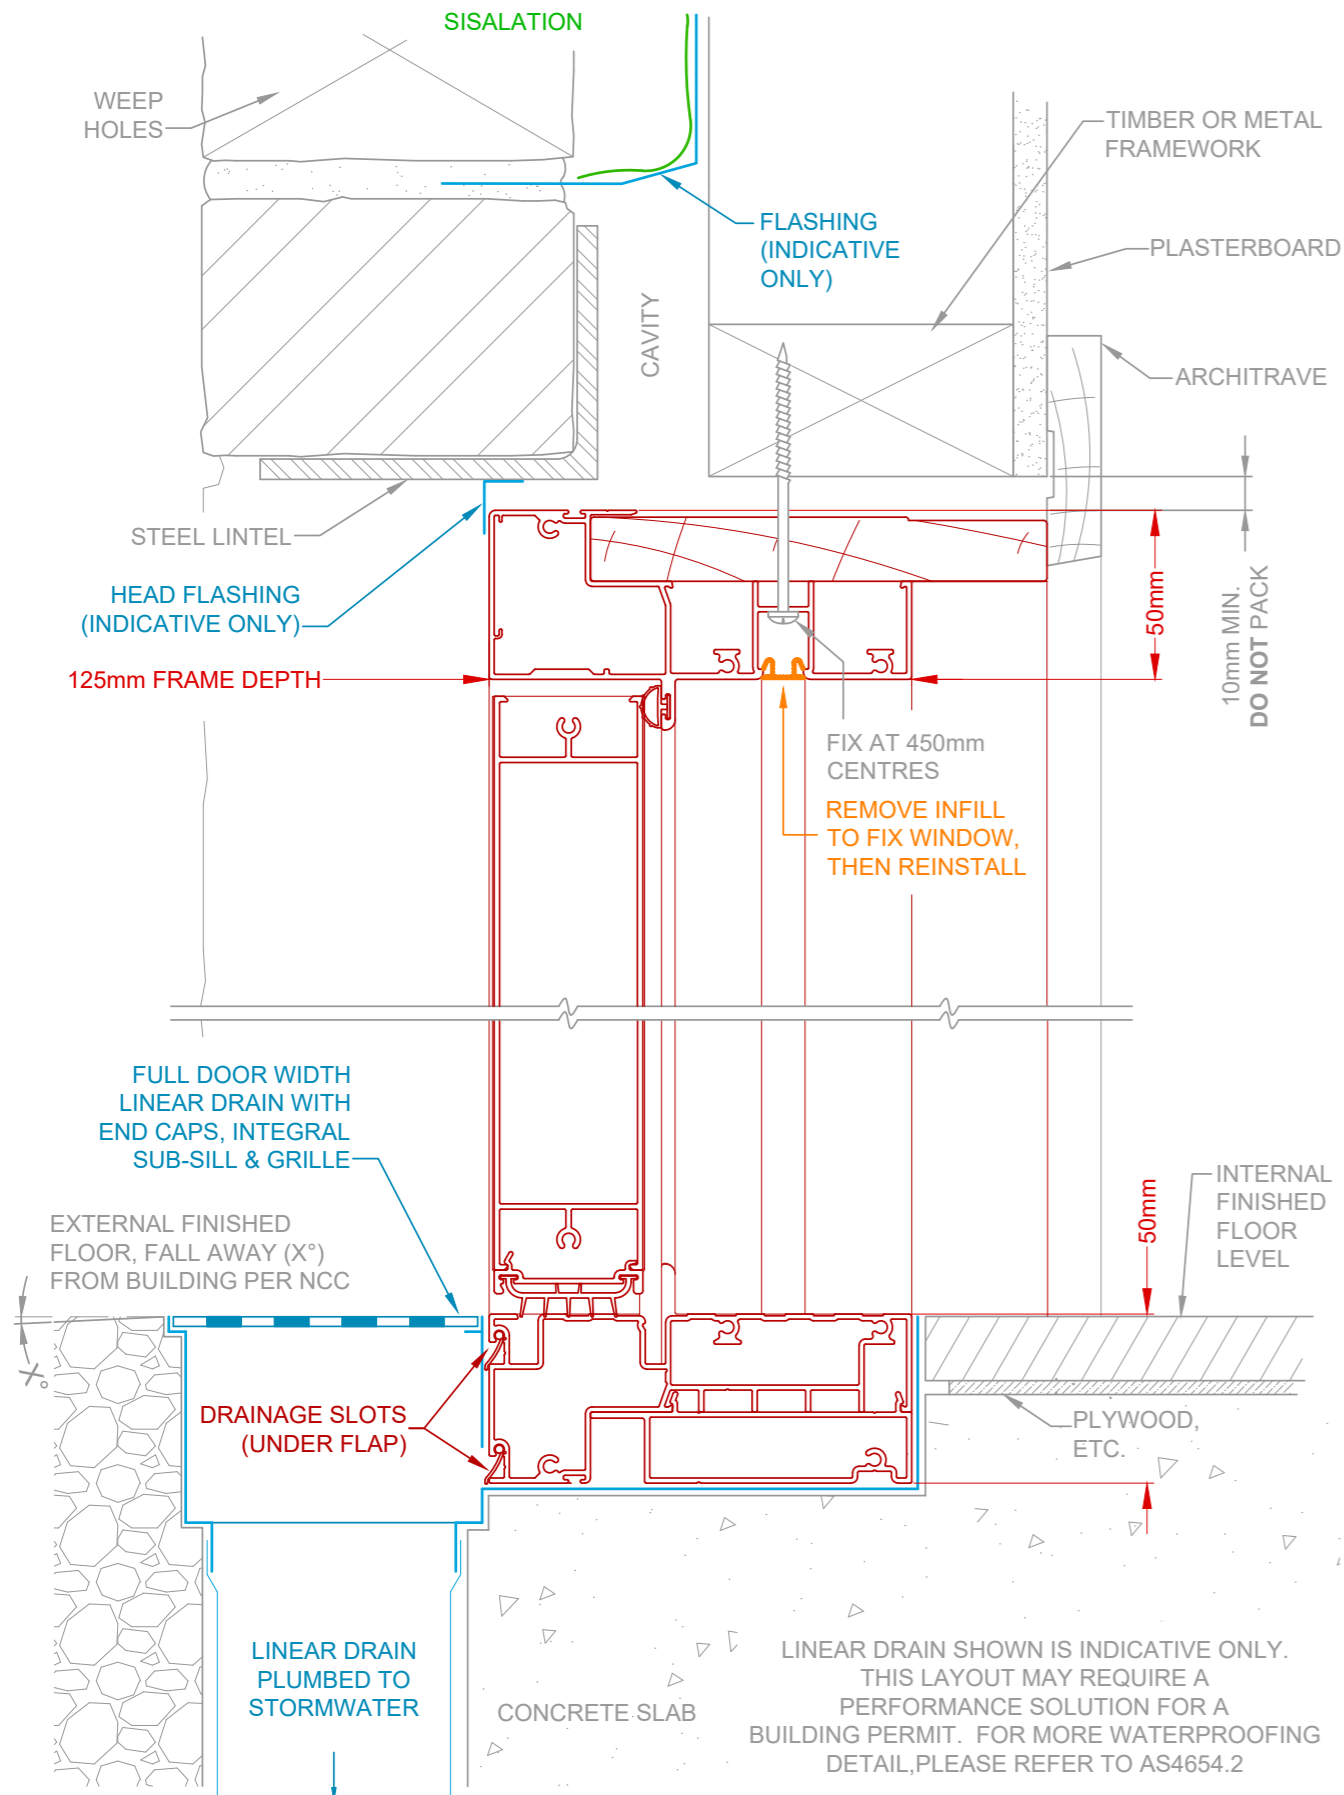 SISALATION
WEEP
HOLES
TIMBER OR METAL
FRAMEWORK
FLASHING
(INDICATIVE
ONLY)
PLASTERBOARD
CAVITY
ARCHITRAVE
STEEL LINTEL
HEAD FLASHING
(INDICATIVE ONLY)
50mm
10mm MIN.
DO NOT PACK
125mm FRAME DEPTH
FIX AT 450mm
CENTRES
REMOVE INFILL
TO FIX WINDOW,
THEN REINSTALL
FULL DOOR WIDTH
LINEAR DRAIN WITH
END CAPS, INTEGRAL
SUB-SILL & GRILLE
EXTERNAL FINISHED
FLOOR, FALL AWAY (X°)
FROM BUILDING PER NCC
50mm
INTERNAL
FINISHED
FLOOR
LEVEL
X°
DRAINAGE SLOTS
(UNDER FLAP)
PLYWOOD,
ETC.
LINEAR DRAIN
PLUMBED TO
STORMWATER
CONCRETE SLAB
LINEAR DRAIN SHOWN IS INDICATIVE ONLY.
THIS LAYOUT MAY REQUIRE A
PERFORMANCE SOLUTION FOR A
BUILDING PERMIT. FOR MORE WATERPROOFING
DETAIL,PLEASE REFER TO AS4654.2